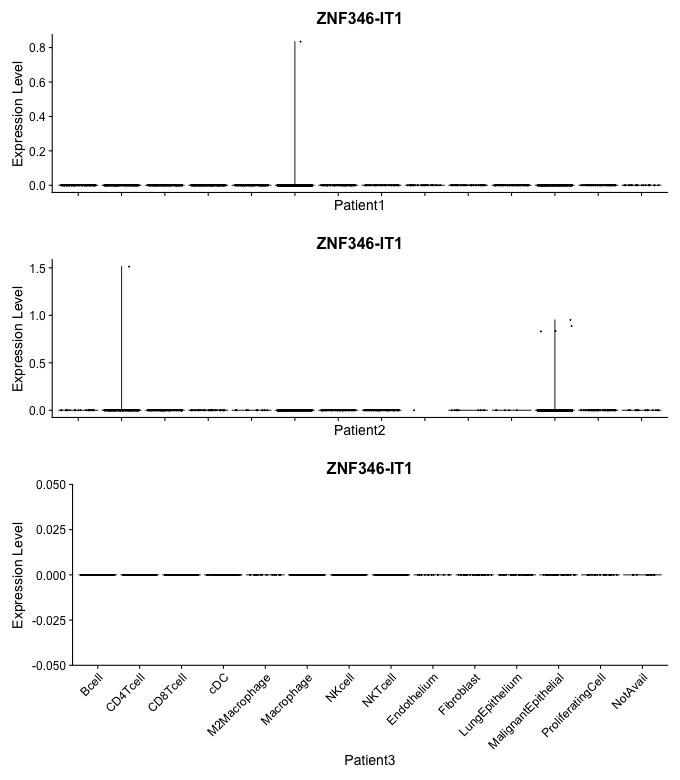 ZNF346-IT1
Expression Level
0.8
0.6
0.4
0.2
0.0
Patient1
ZNF346-IT1
Expression Level
1.5
1.0
0.5
0.0
Patient2
ZNF346-IT1
Expression Level
0.050
0.025
0.000
-0.025
-0.050
Bcell
CD4Tcell
CD8Tcell
cDC
M2Macrophage
Macrophage
NKcell
NKTcell
Endothelium
Fibroblast
LungEpithelium
MalignantEpithelial
ProliferatingCell
NotAvail
Patient3